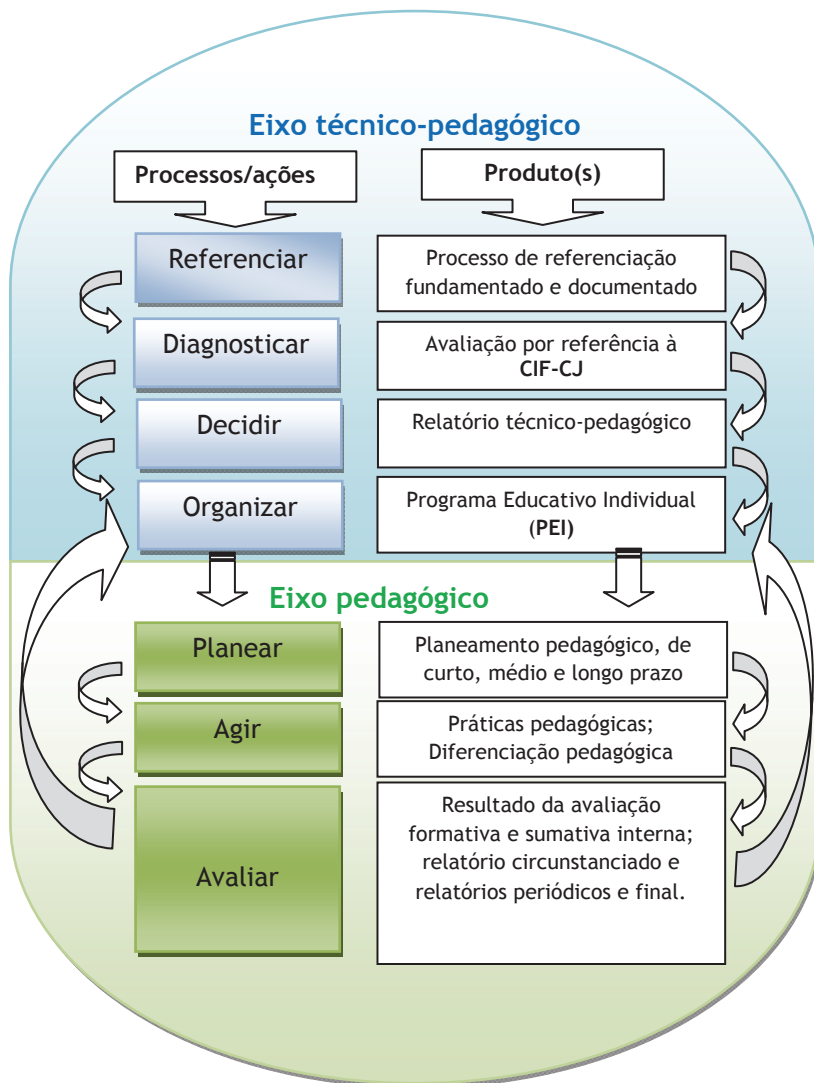 Eixo técnico-pedagógico
Processos/ações
Produto(s)
Referenciar
Processo de referenciação
fundamentado e documentado
Diagnosticar
Avaliação por referência à
CIF-CJ
Decidir
Relatório técnico-pedagógico
Organizar
Programa Educativo Individual
(PEI)
Eixo pedagógico
Planear
Planeamento pedagógico, de
curto, médio e longo prazo
Agir
Práticas pedagógicas;
Diferenciação pedagógica
Avaliar
Resultado da avaliação
formativa e sumativa interna;
relatório circunstanciado e
relatórios periódicos e final.